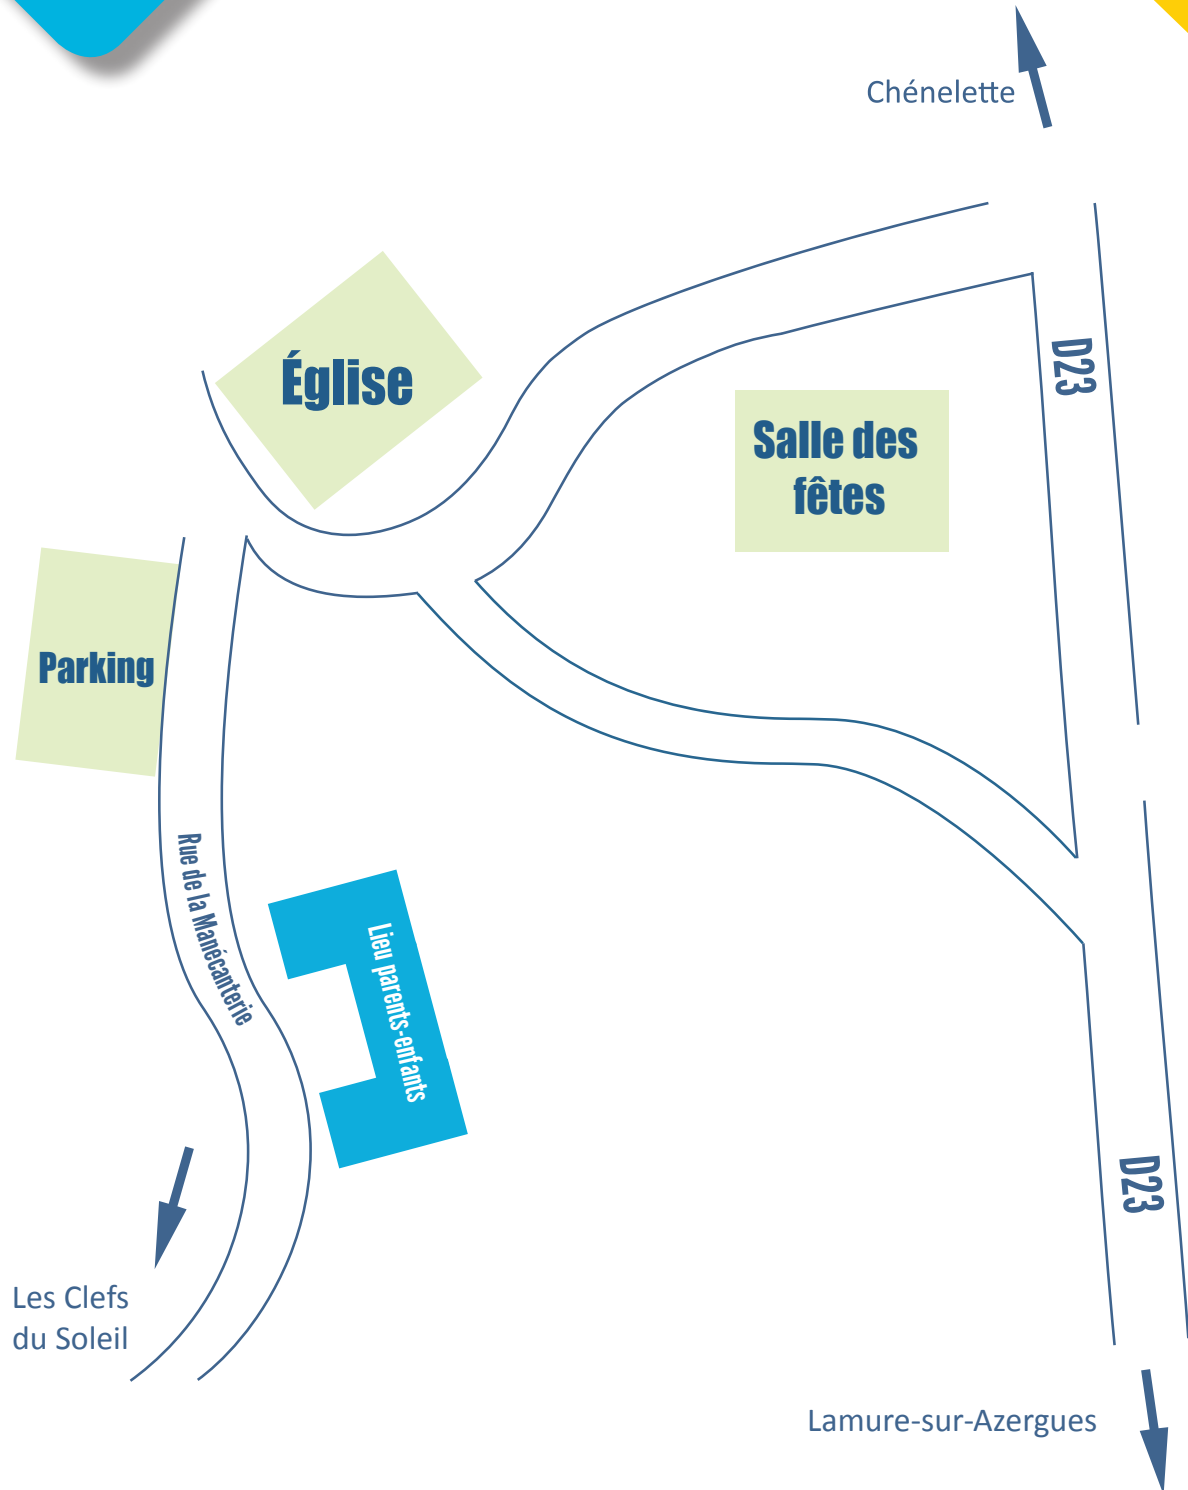 Chénelette
D23
Église
Salle des
fêtes
Parking
Rue de la Manécanterie
Lieu parents-enfants
D23
Les Clefs
du Soleil
Lamure-sur-Azergues